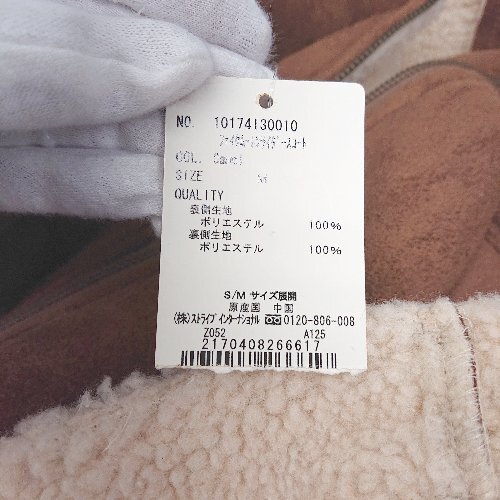 NO. 10174130010
COL. Camel
SIZE M
QUALITY
裏側生地
ポリエステル 100%
裏側生地
ポリエステル 100%
S/M サイズ展開
原産国 中国
(株)ストライプインターナショナル 0120-806-008
Z052 A125
2170408266617